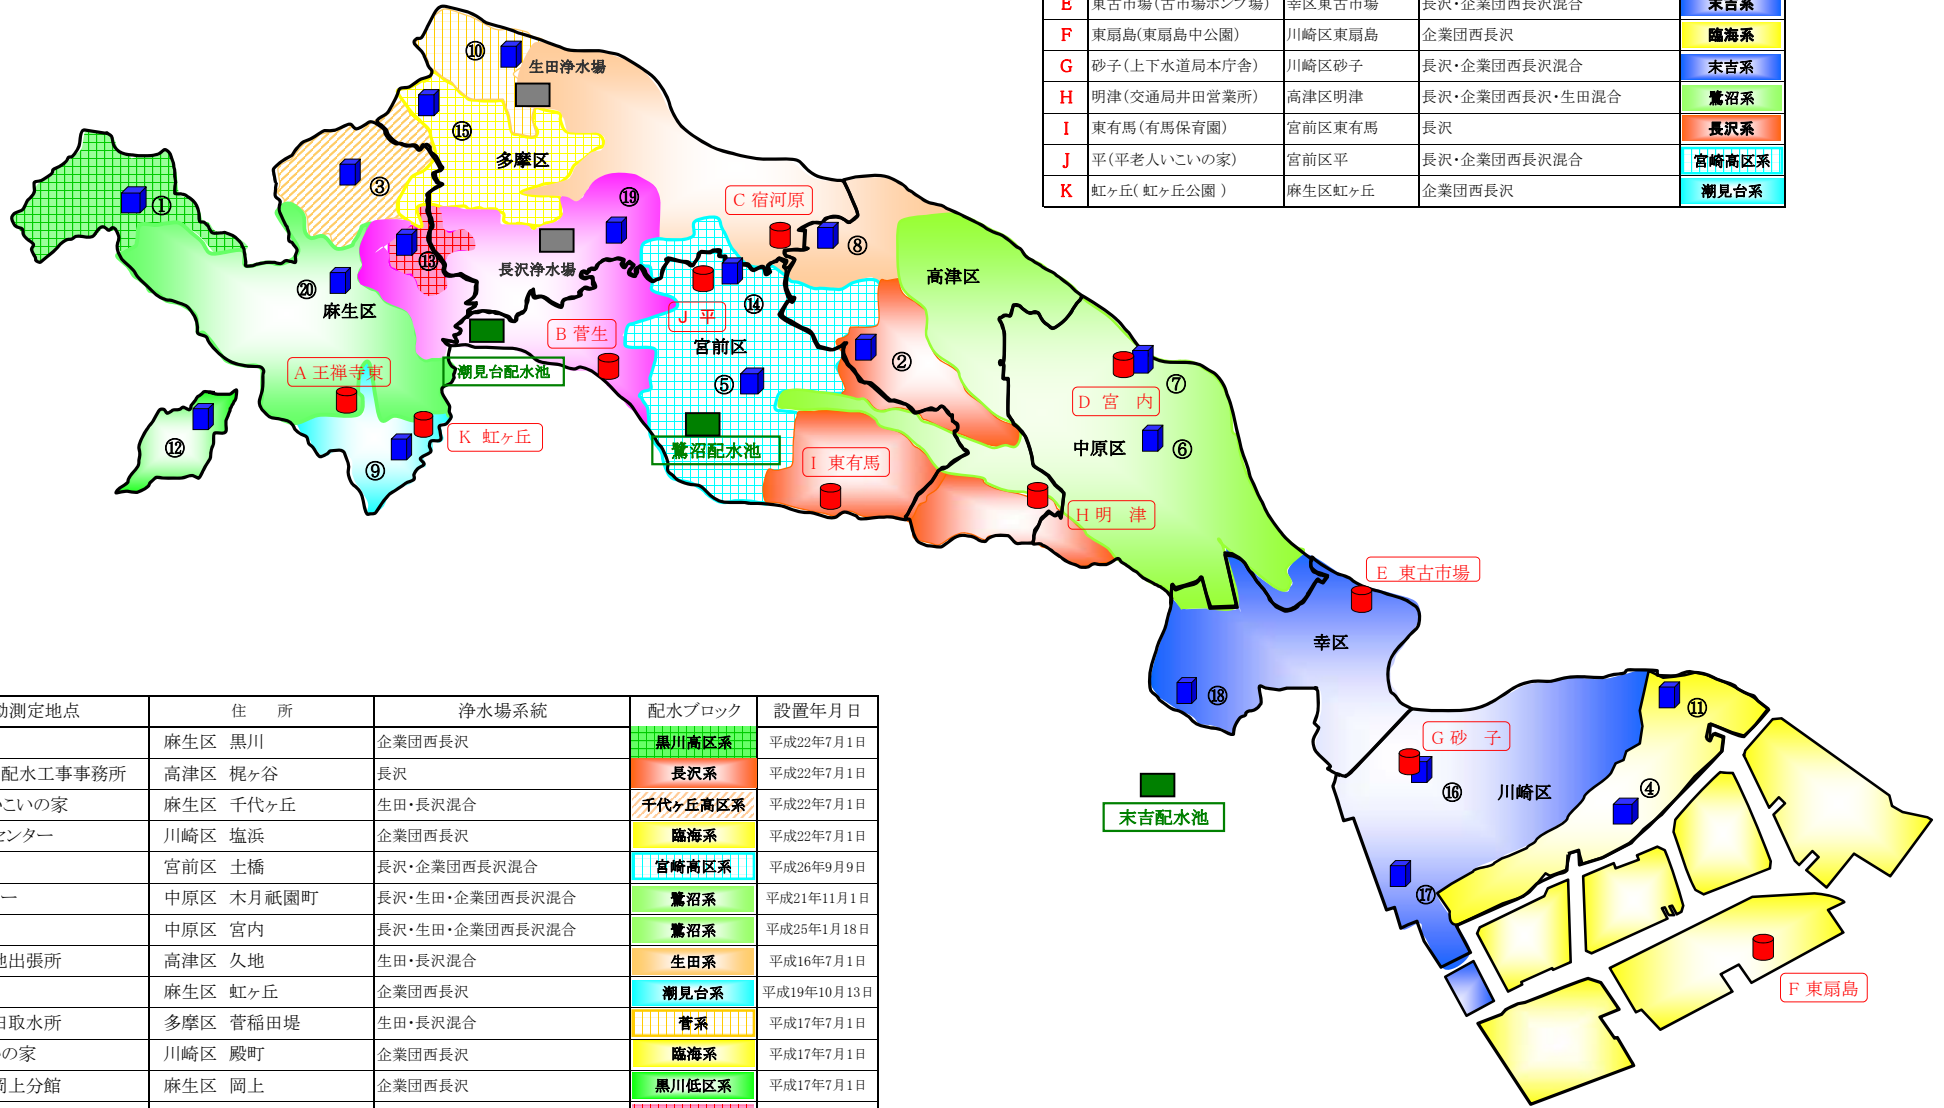 E 東古市場(古市場ポンプ場) 幸区東古市場 長沢・企業団西長沢混合 末吉系
F 東扇島(東扇島中公園) 川崎区東扇島 企業団西長沢 臨海系
G 砂子(上下水道局本庁舎) 川崎区砂子 長沢・企業団西長沢混合 末吉系
H 明津(交通局井田営業所) 高津区明津 長沢・企業団西長沢・生田混合 鷺沼系
I 東有馬(有馬保育園) 宮前区東有馬 長沢 長沢系
J 平(平老人いこいの家) 宮前区平 長沢・企業団西長沢混合 宮崎高区系
K 虹ヶ丘(虹ヶ丘公園) 麻生区虹ヶ丘 企業団西長沢 潮見台系
⑩
生田浄水場
⑮
多摩区
③
①
⑲
C 宿河原
⑧
⑬
長沢浄水場
高津区
⑳
麻生区
⑭
J 平
B 菅生
宮前区
②
A 王禅寺東
潮見台配水池
⑤
⑦
D 宮 内
K 虹ヶ丘
⑫
⑨
鷺沼配水池
I 東有馬
中原区
⑥
H 明 津
E 東古市場
幸区
⑱
⑪
G 砂 子
⑯
川崎区
④
末吉配水池
⑰
F 東扇島
動測定地点 住 所 浄水場系統 配水ブロック 設置年月日
麻生区 黒川 企業団西長沢 黒川高区系 平成22年7月1日
配水工事事務所 高津区 梶ヶ谷 長沢 長沢系 平成22年7月1日
いこいの家 麻生区 千代ヶ丘 生田・長沢混合 千代ヶ丘高区系 平成22年7月1日
センター 川崎区 塩浜 企業団西長沢 臨海系 平成22年7月1日
宮前区 土橋 長沢・企業団西長沢混合 宮崎高区系 平成26年9月9日
ー 中原区 木月祗園町 長沢・生田・企業団西長沢混合 鷺沼系 平成21年11月1日
中原区 宮内 長沢・生田・企業団西長沢混合 鷺沼系 平成25年1月18日
地出張所 高津区 久地 生田・長沢混合 生田系 平成16年7月1日
麻生区 虹ヶ丘 企業団西長沢 潮見台系 平成19年10月13日
田取水所 多摩区 菅稲田堤 生田・長沢混合 菅系 平成17年7月1日
の家 川崎区 殿町 企業団西長沢 臨海系 平成17年7月1日
岡上分館 麻生区 岡上 企業団西長沢 黒川低区系 平成17年7月1日